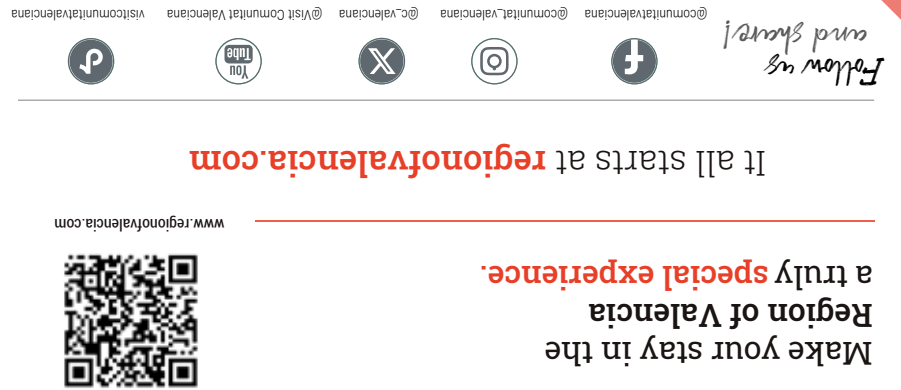 Make your stay in the
Region of Valencia
a truly special experience.
www.regionofvalencia.com
It all starts at regionofvalencia.com
Follow us
and share!
@comunitatvalenciana
@comunitat_valenciana
@c_valenciana
You
Tube
@Visit Comunitat Valenciana
visitcomunitatvalenciana